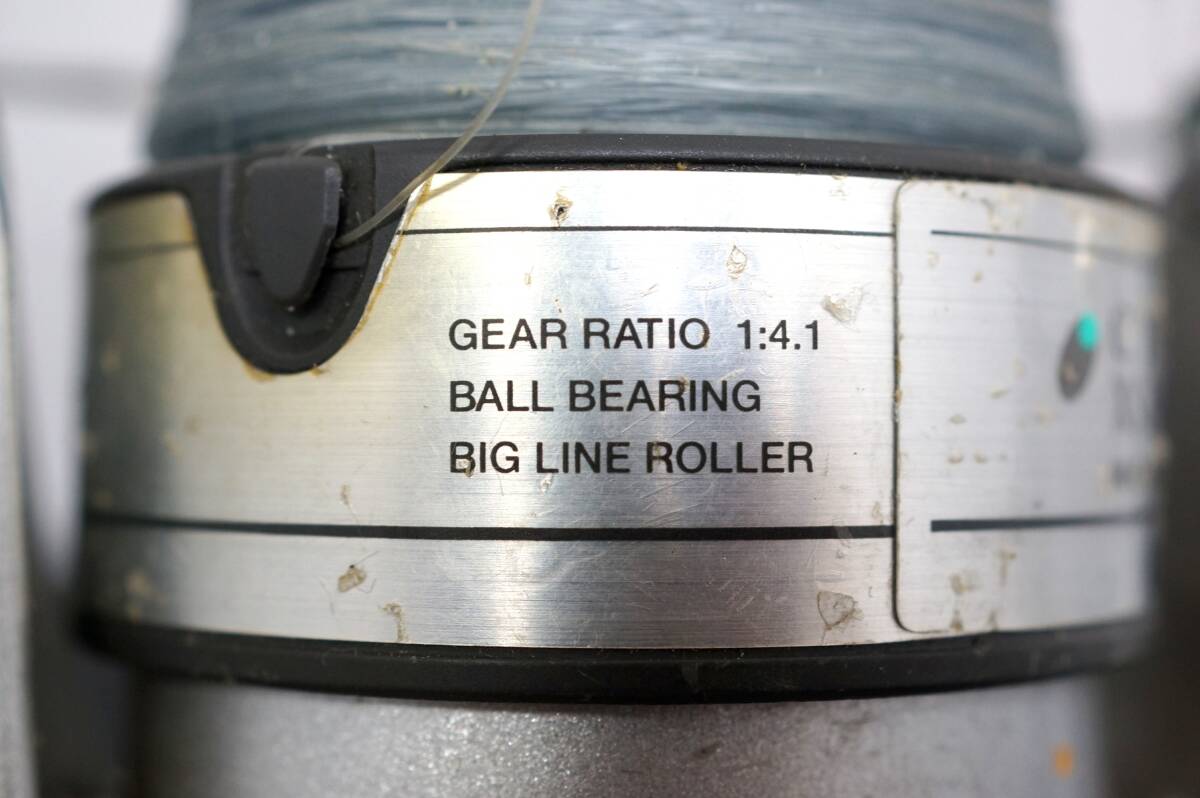 GEAR RATIO 1:4.1
BALL BEARING
BIG LINE ROLLER